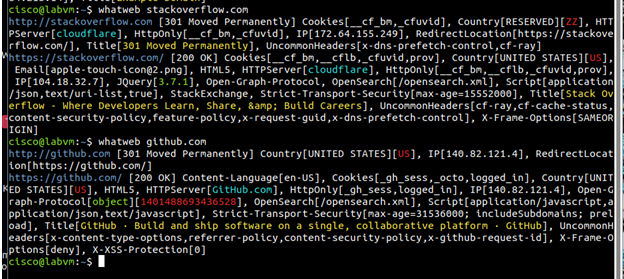 cisco@labvm:~$ whatweb stackoverflow.com
http://stackoverflow.com [301 Moved Permanently] Cookies[__cf_bm,_cfuvid], Country[RESERVED][ZZ], HTT
PServer[cloudflare], HttpOnly[__cf_bm,_cfuvid], IP[172.64.155.249], RedirectLocation[https://stackove
rflow.com/], Title[301 Moved Permanently], UncommonHeaders[x-dns-prefetch-control,cf-ray]
https://stackoverflow.com/ [200 OK] Cookies[__cf_bm,__cflb,_cfuvid,prov], Country[UNITED STATES][US],
 Email[apple-touch-icon@2.png], HTML5, HTTPServer[cloudflare], HttpOnly[__cf_bm,__cflb,_cfuvid,prov],
 IP[104.18.32.7], JQuery[3.7.1], Open-Graph-Protocol, OpenSearch[/opensearch.xml], Script[application
/json,text/uri-list,true], StackExchange, Strict-Transport-Security[max-age=15552000], Title[Stack Ov
erflow - Where Developers Learn, Share, &amp; Build Careers], UncommonHeaders[cf-ray,cf-cache-status,
content-security-policy,feature-policy,x-request-guid,x-dns-prefetch-control], X-Frame-Options[SAMEOR
IGIN]
cisco@labvm:~$ whatweb github.com
http://github.com [301 Moved Permanently] Country[UNITED STATES][US], IP[140.82.121.4], RedirectLocat
ion[https://github.com/]
https://github.com/ [200 OK] Content-Language[en-US], Cookies[_gh_sess,_octo,logged_in], Country[UNIT
ED STATES][US], HTML5, HTTPServer[GitHub.com], HttpOnly[_gh_sess,logged_in], IP[140.82.121.4], Open-G
raph-Protocol[object][1401488693436528], OpenSearch[/opensearch.xml], Script[application/javascript,a
pplication/json,text/javascript], Strict-Transport-Security[max-age=31536000; includeSubdomains; prel
oad], Title[GitHub · Build and ship software on a single, collaborative platform · GitHub], UncommonH
eaders[x-content-type-options,referrer-policy,content-security-policy,x-github-request-id], X-Frame-O
ptions[deny], X-XSS-Protection[0]
cisco@labvm:~$